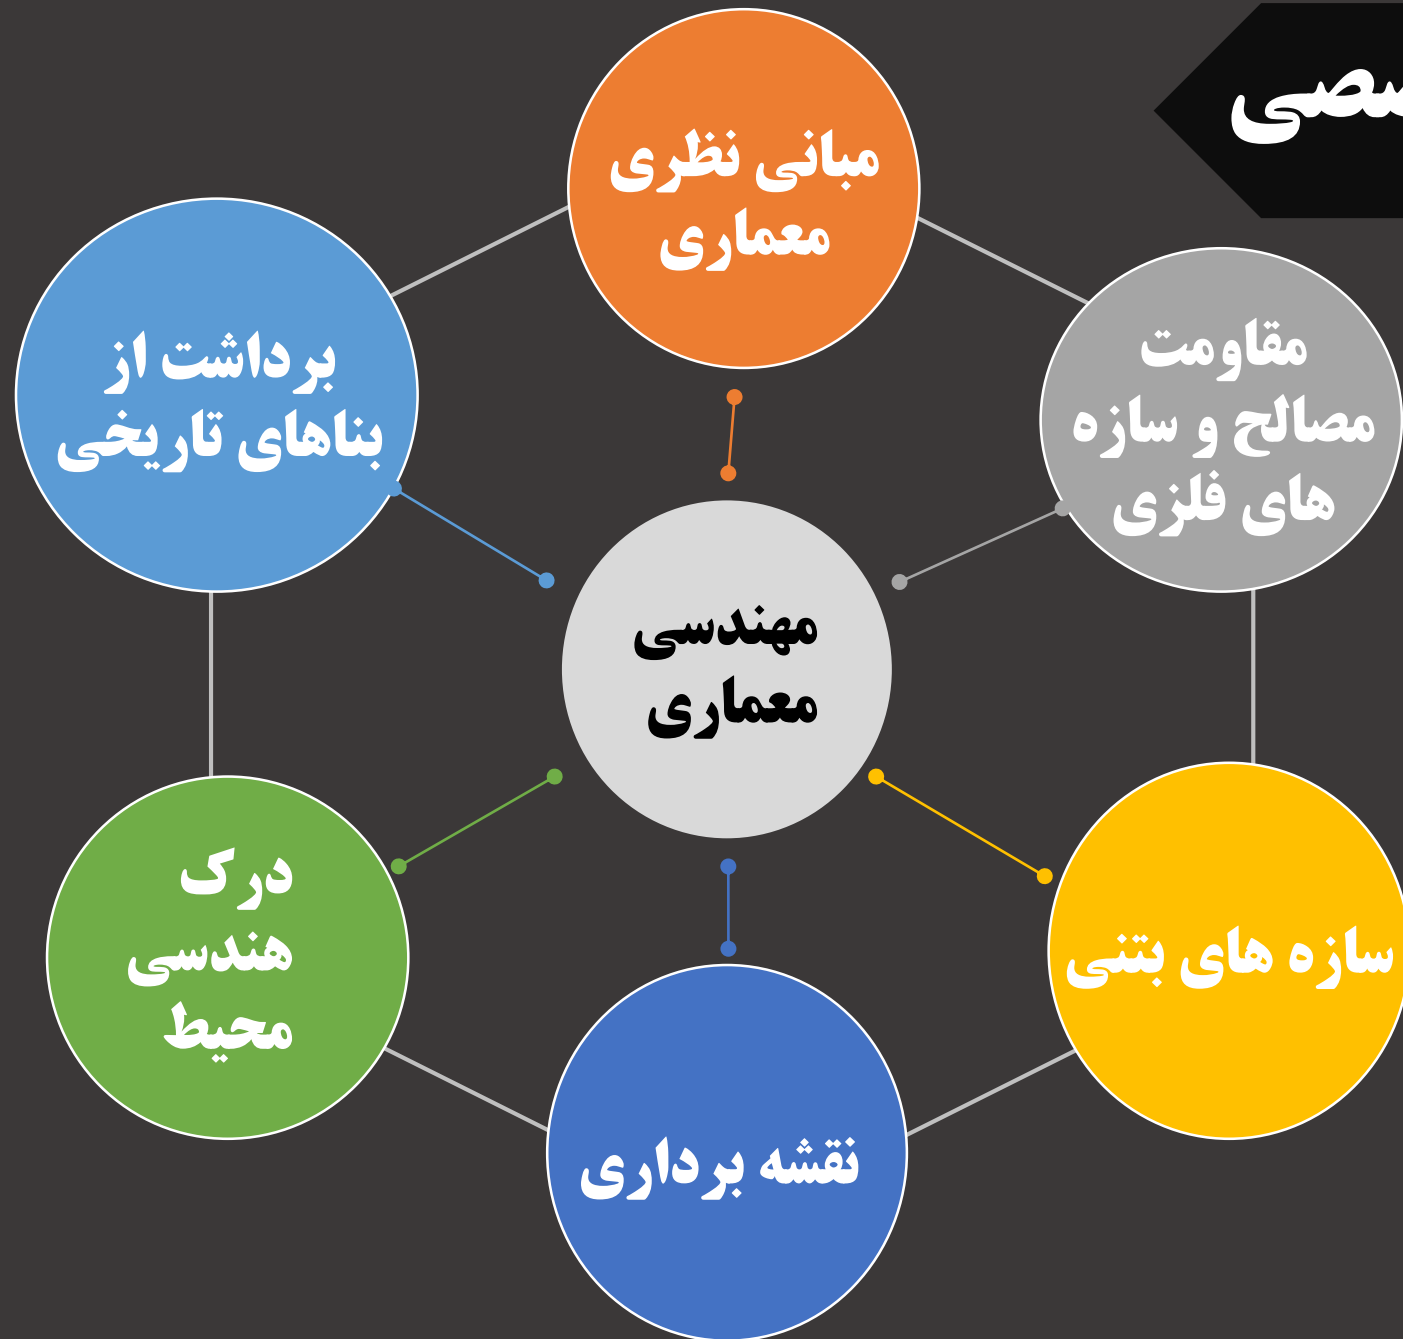 مبانی نظری
معماری
مقاومت
مصالح و سازه
های فلزی
برداشت از
بناهای تاریخی
مهندسی
معماری
درک
هندسی
محیط
سازه های بتنی
نقشه برداری